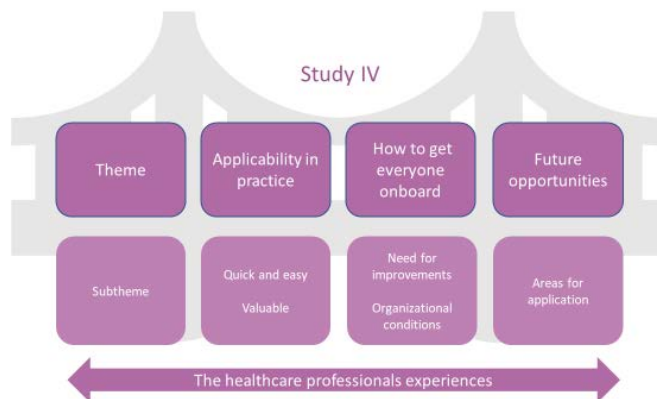 Study IV
Theme
Applicability in
practice
How to get
everyone
onboard
Future
opportunities
Subtheme
Quick and easy
Valuable
Need for
improvements
Organizational
conditions
Areas for
application
The healthcare professionals experiences